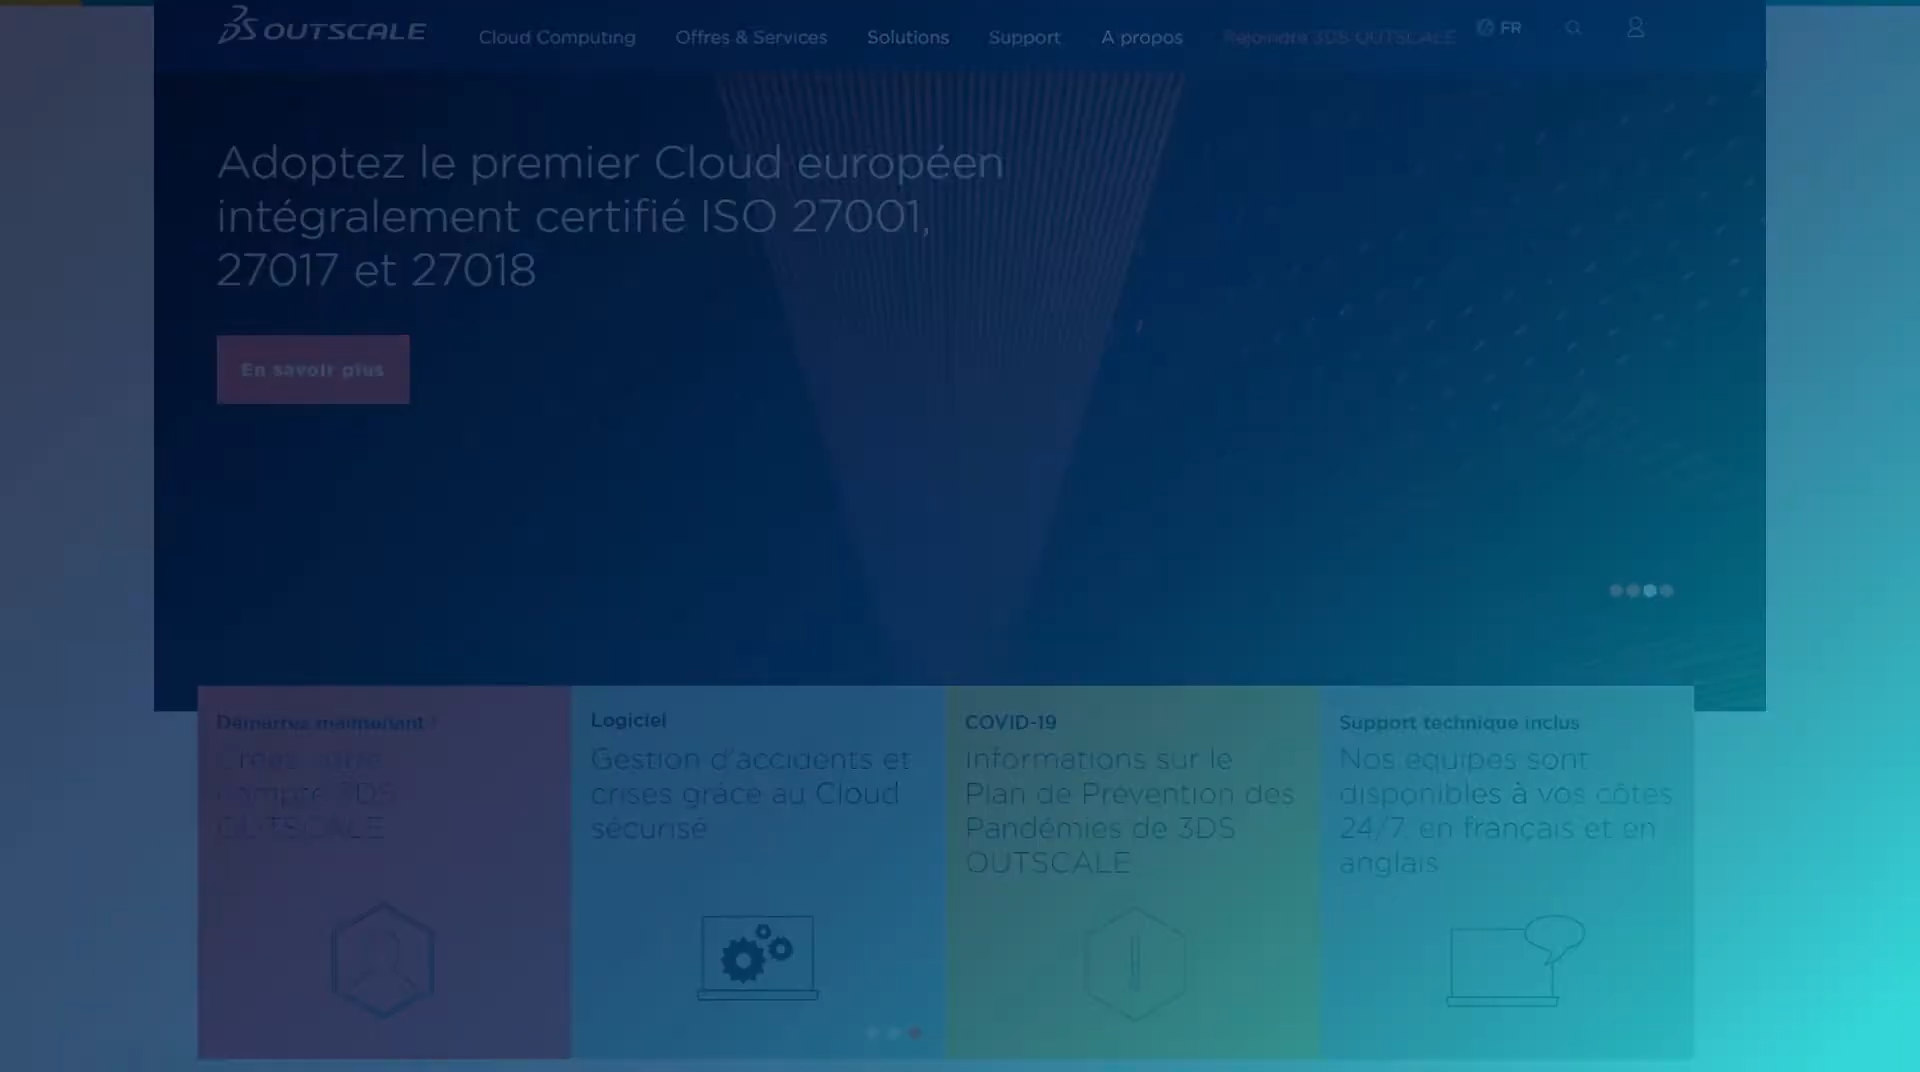 3DS OUTSCALE
Cloud Computing
Offres & Services
Solutions
Support
A propos
Rejoindre 3DS OUTSCALE
FR
Adoptez le premier Cloud européen
intégralement certifié ISO 27001,
27017 et 27018
En savoir plus
Démarrez maintenant !
Créez votre
compte 3DS
OUTSCALE
Logiciel
Gestion d'accidents et
crises grâce au Cloud
sécurisé
COVID-19
Informations sur le
Plan de Prévention des
Pandémies de 3DS
OUTSCALE
Support technique inclus
Nos équipes sont
disponibles à vos côtés
24/7, en français et en
anglais